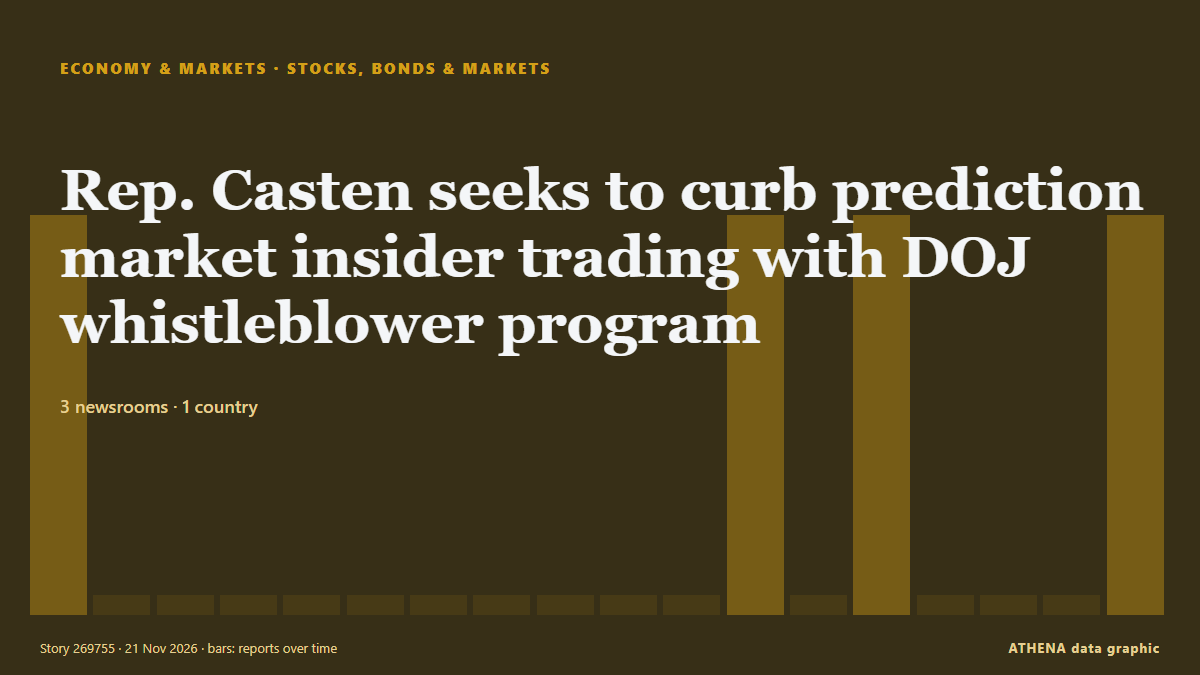 ECONOMY & MARKETS · STOCKS, BONDS & MARKETS
Rep. Casten seeks to curb prediction
market insider trading with DOJ
whistleblower program
3 newsrooms · 1 country
Story 269755 · 21 Nov 2026 · bars: reports over time
ATHENA data graphic